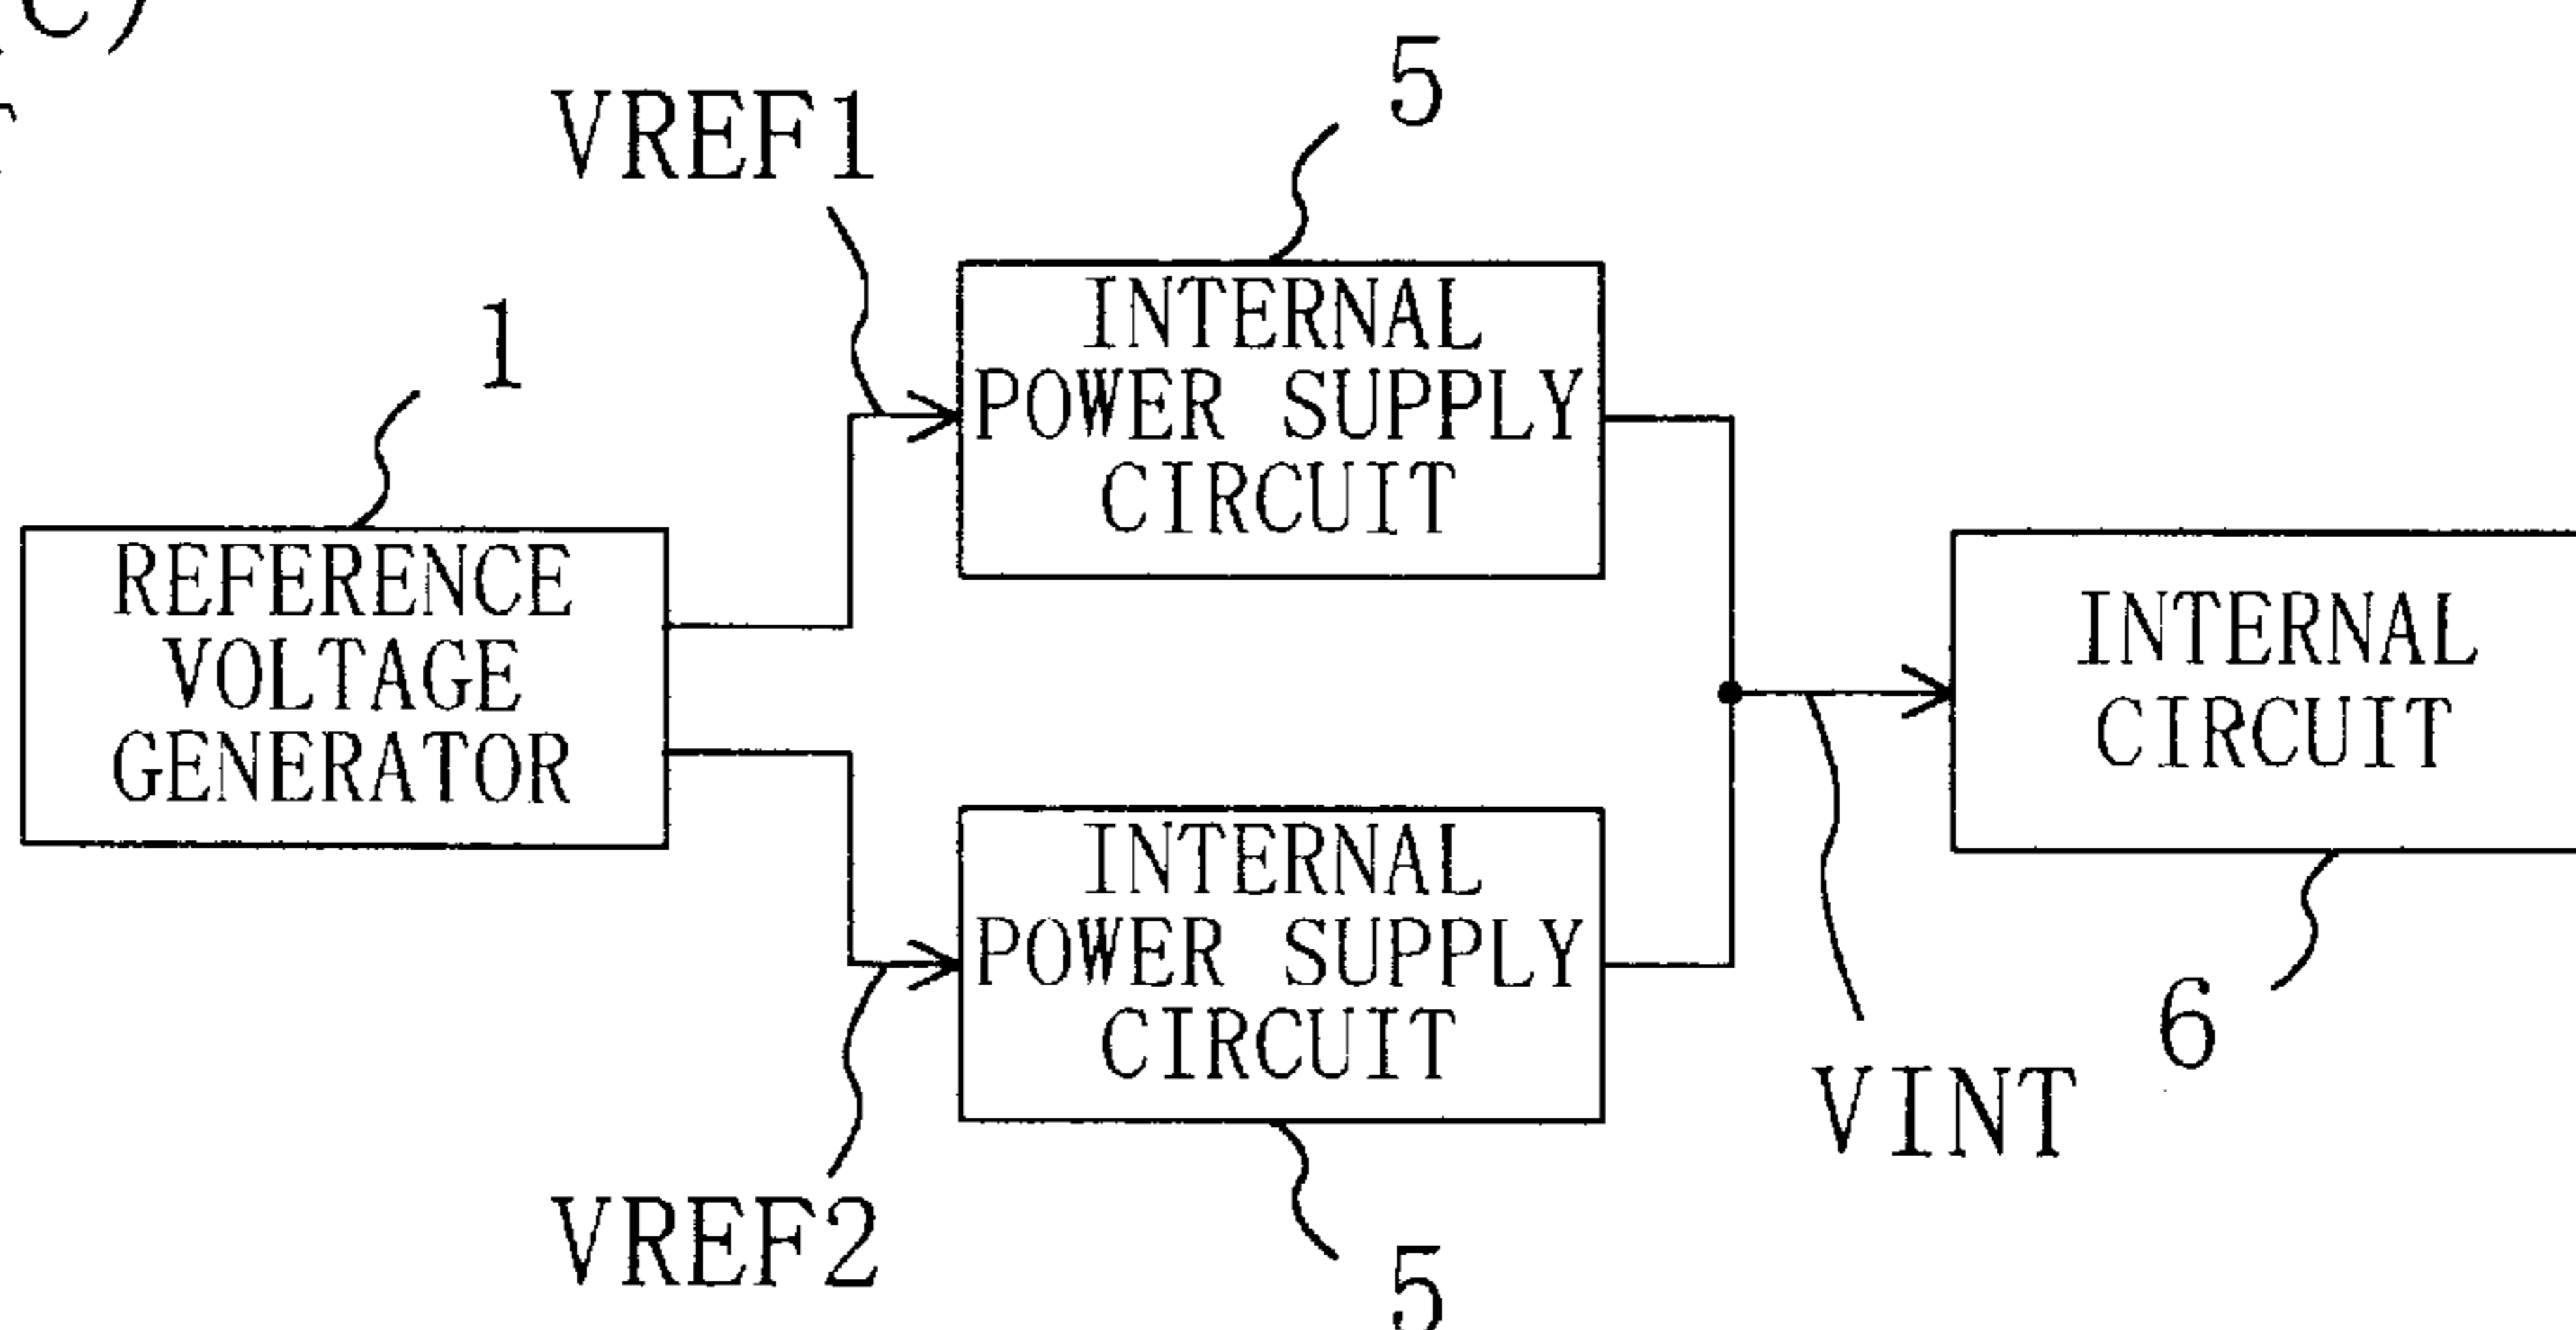 C)
VREF1
5
1
INTERNAL
POWER SUPPLY
CIRCUIT
REFERENCE
VOLTAGE
GENERATOR
INTERNAL
CIRCUIT
INTERNAL
POWER SUPPLY
CIRCUIT
6
VINT
VREF2
5